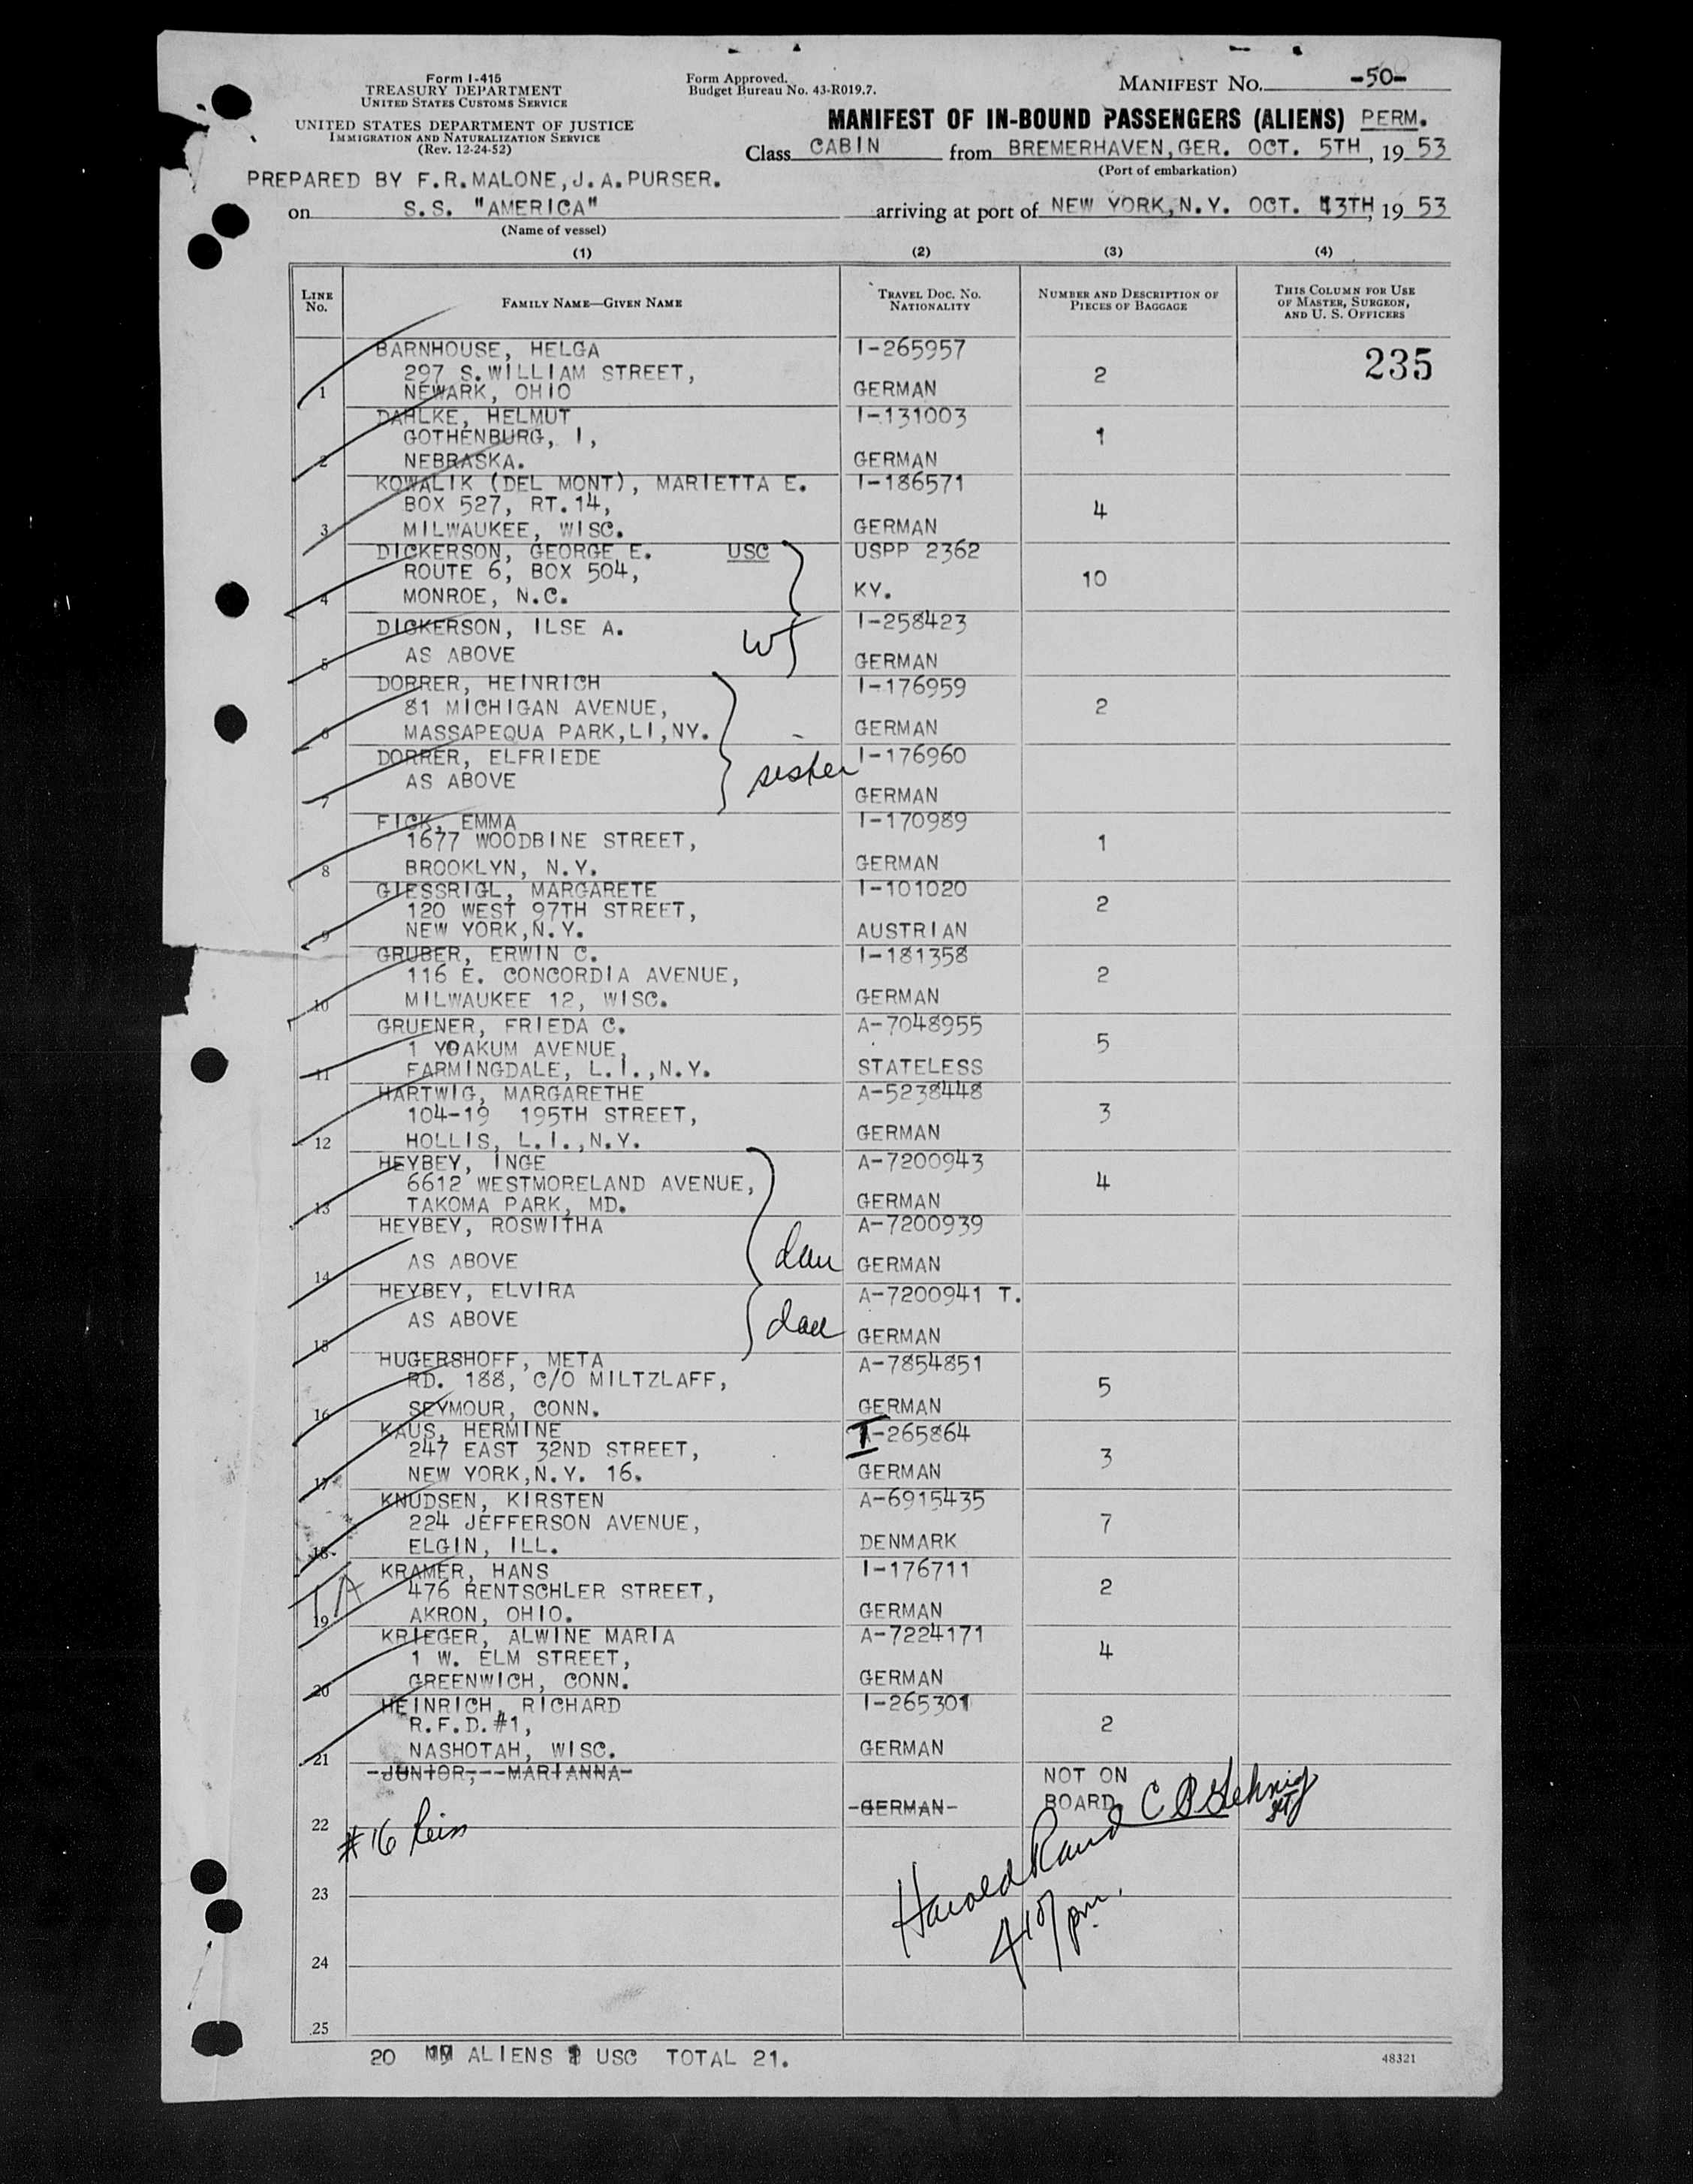 Form I-415
TREASURY DEPARTMENT
UNITED STATES CUSTOMS SERVICE
UNITED STATES DEPARTMENT OF JUSTICE
IMMIGRATION AND NATURALIZATION SERVICE
(Rev. 12-24-52)
Form Approved.
Budget Bureau No. 43-R019.7.
MANIFEST NO. -50-
MANIFEST OF IN-BOUND PASSENGERS (ALIENS) PERM.
Class CABIN from BREMERHAVEN,GER. OCT. 5TH, 19 53
(Port of embarkation)
PREPARED BY F.R.MALONE,J.A.PURSER.
on S.S. "AMERICA" arriving at port of NEW YORK,N.Y. OCT. 13TH, 19 53
(Name of vessel)
(1) (2) (3) (4)
LINE No. FAMILY NAME—GIVEN NAME TRAVEL DOC. NO. NATIONALITY NUMBER AND DESCRIPTION OF PIECES OF BAGGAGE THIS COLUMN FOR USE OF MASTER, SURGEON, AND U. S. OFFICERS
BARNHOUSE, HELGA I-265957 235
297 S.WILLIAM STREET, 2
1 NEWARK, OHIO GERMAN
DAHLKE, HELMUT I-131003
GOTHENBURG, I, 1
2 NEBRASKA. GERMAN
KOWALIK (DEL MONT), MARIETTA E. I-186571
BOX 527, RT.14, 4
3 MILWAUKEE, WISC. GERMAN
DICKERSON, GEORGE E. USC USPP 2362
ROUTE 6, BOX 504, 10
4 MONROE, N.C. KY.
DICKERSON, ILSE A. I-258423
5 AS ABOVE GERMAN
DORRER, HEINRICH I-176959
81 MICHIGAN AVENUE, 2
6 MASSAPEQUA PARK,LI,NY. GERMAN
DORRER, ELFRIEDE sister I-176960
7 AS ABOVE GERMAN
FICK, EMMA I-170989
1677 WOODBINE STREET, 1
8 BROOKLYN, N.Y. GERMAN
GIESSRIGL, MARGARETE I-101020
120 WEST 97TH STREET, 2
9 NEW YORK,N.Y. AUSTRIAN
GRUBER, ERWIN C. I-181358
116 E. CONCORDIA AVENUE, 2
10 MILWAUKEE 12, WISC. GERMAN
GRUENER, FRIEDA C. A-7048955
1 YOAKUM AVENUE, 5
11 FARMINGDALE, L.I.,N.Y. STATELESS
HARTWIG, MARGARETHE A-5238448
104-19 195TH STREET, 3
12 HOLLIS, L.I.,N.Y. GERMAN
HEYBEY, INGE A-7200943
6612 WESTMORELAND AVENUE, 4
13 TAKOMA PARK, MD. GERMAN
HEYBEY, ROSWITHA A-7200939
14 AS ABOVE dau GERMAN
HEYBEY, ELVIRA A-7200941 T.
15 AS ABOVE dau GERMAN
HUGERSHOFF, META A-7854851
RD. 188, C/O MILTZLAFF, 5
16 SEYMOUR, CONN. GERMAN
KAUS, HERMINE I-265864
247 EAST 32ND STREET, 3
17 NEW YORK,N.Y. 16. GERMAN
KNUDSEN, KIRSTEN A-6915435
224 JEFFERSON AVENUE, 7
18 ELGIN, ILL. DENMARK
KRAMER, HANS I-176711
476 RENTSCHLER STREET, 2
19 AKRON, OHIO. GERMAN
KRIEGER, ALWINE MARIA A-7224171
1 W. ELM STREET, 4
20 GREENWICH, CONN. GERMAN
HEINRICH, RICHARD I-265301
R.F.D.#1, 2
21 NASHOTAH, WISC. GERMAN
-JUNIOR,--MARIANNA- NOT ON
22 -GERMAN- BOARD
#16 
Harold Rand
23
24
25
20 ALIENS 1 USC TOTAL 21.
48321